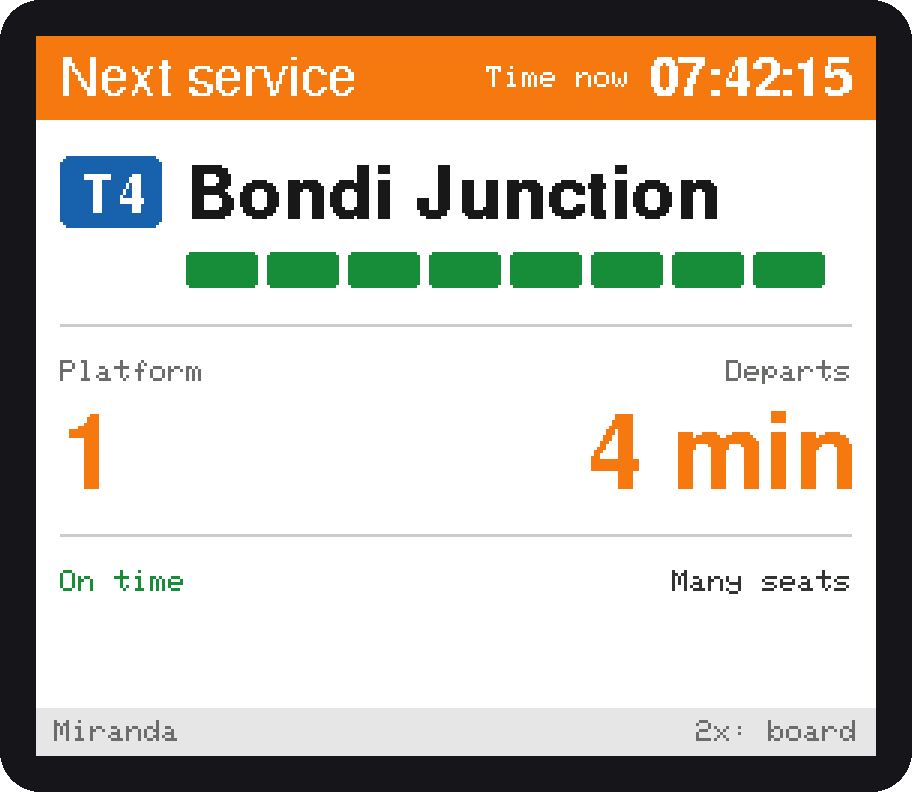 Next service Time now 07:42:15
T4 Bondi Junction
Platform Departs
1 4 min
On time Many seats
Miranda 2x: board